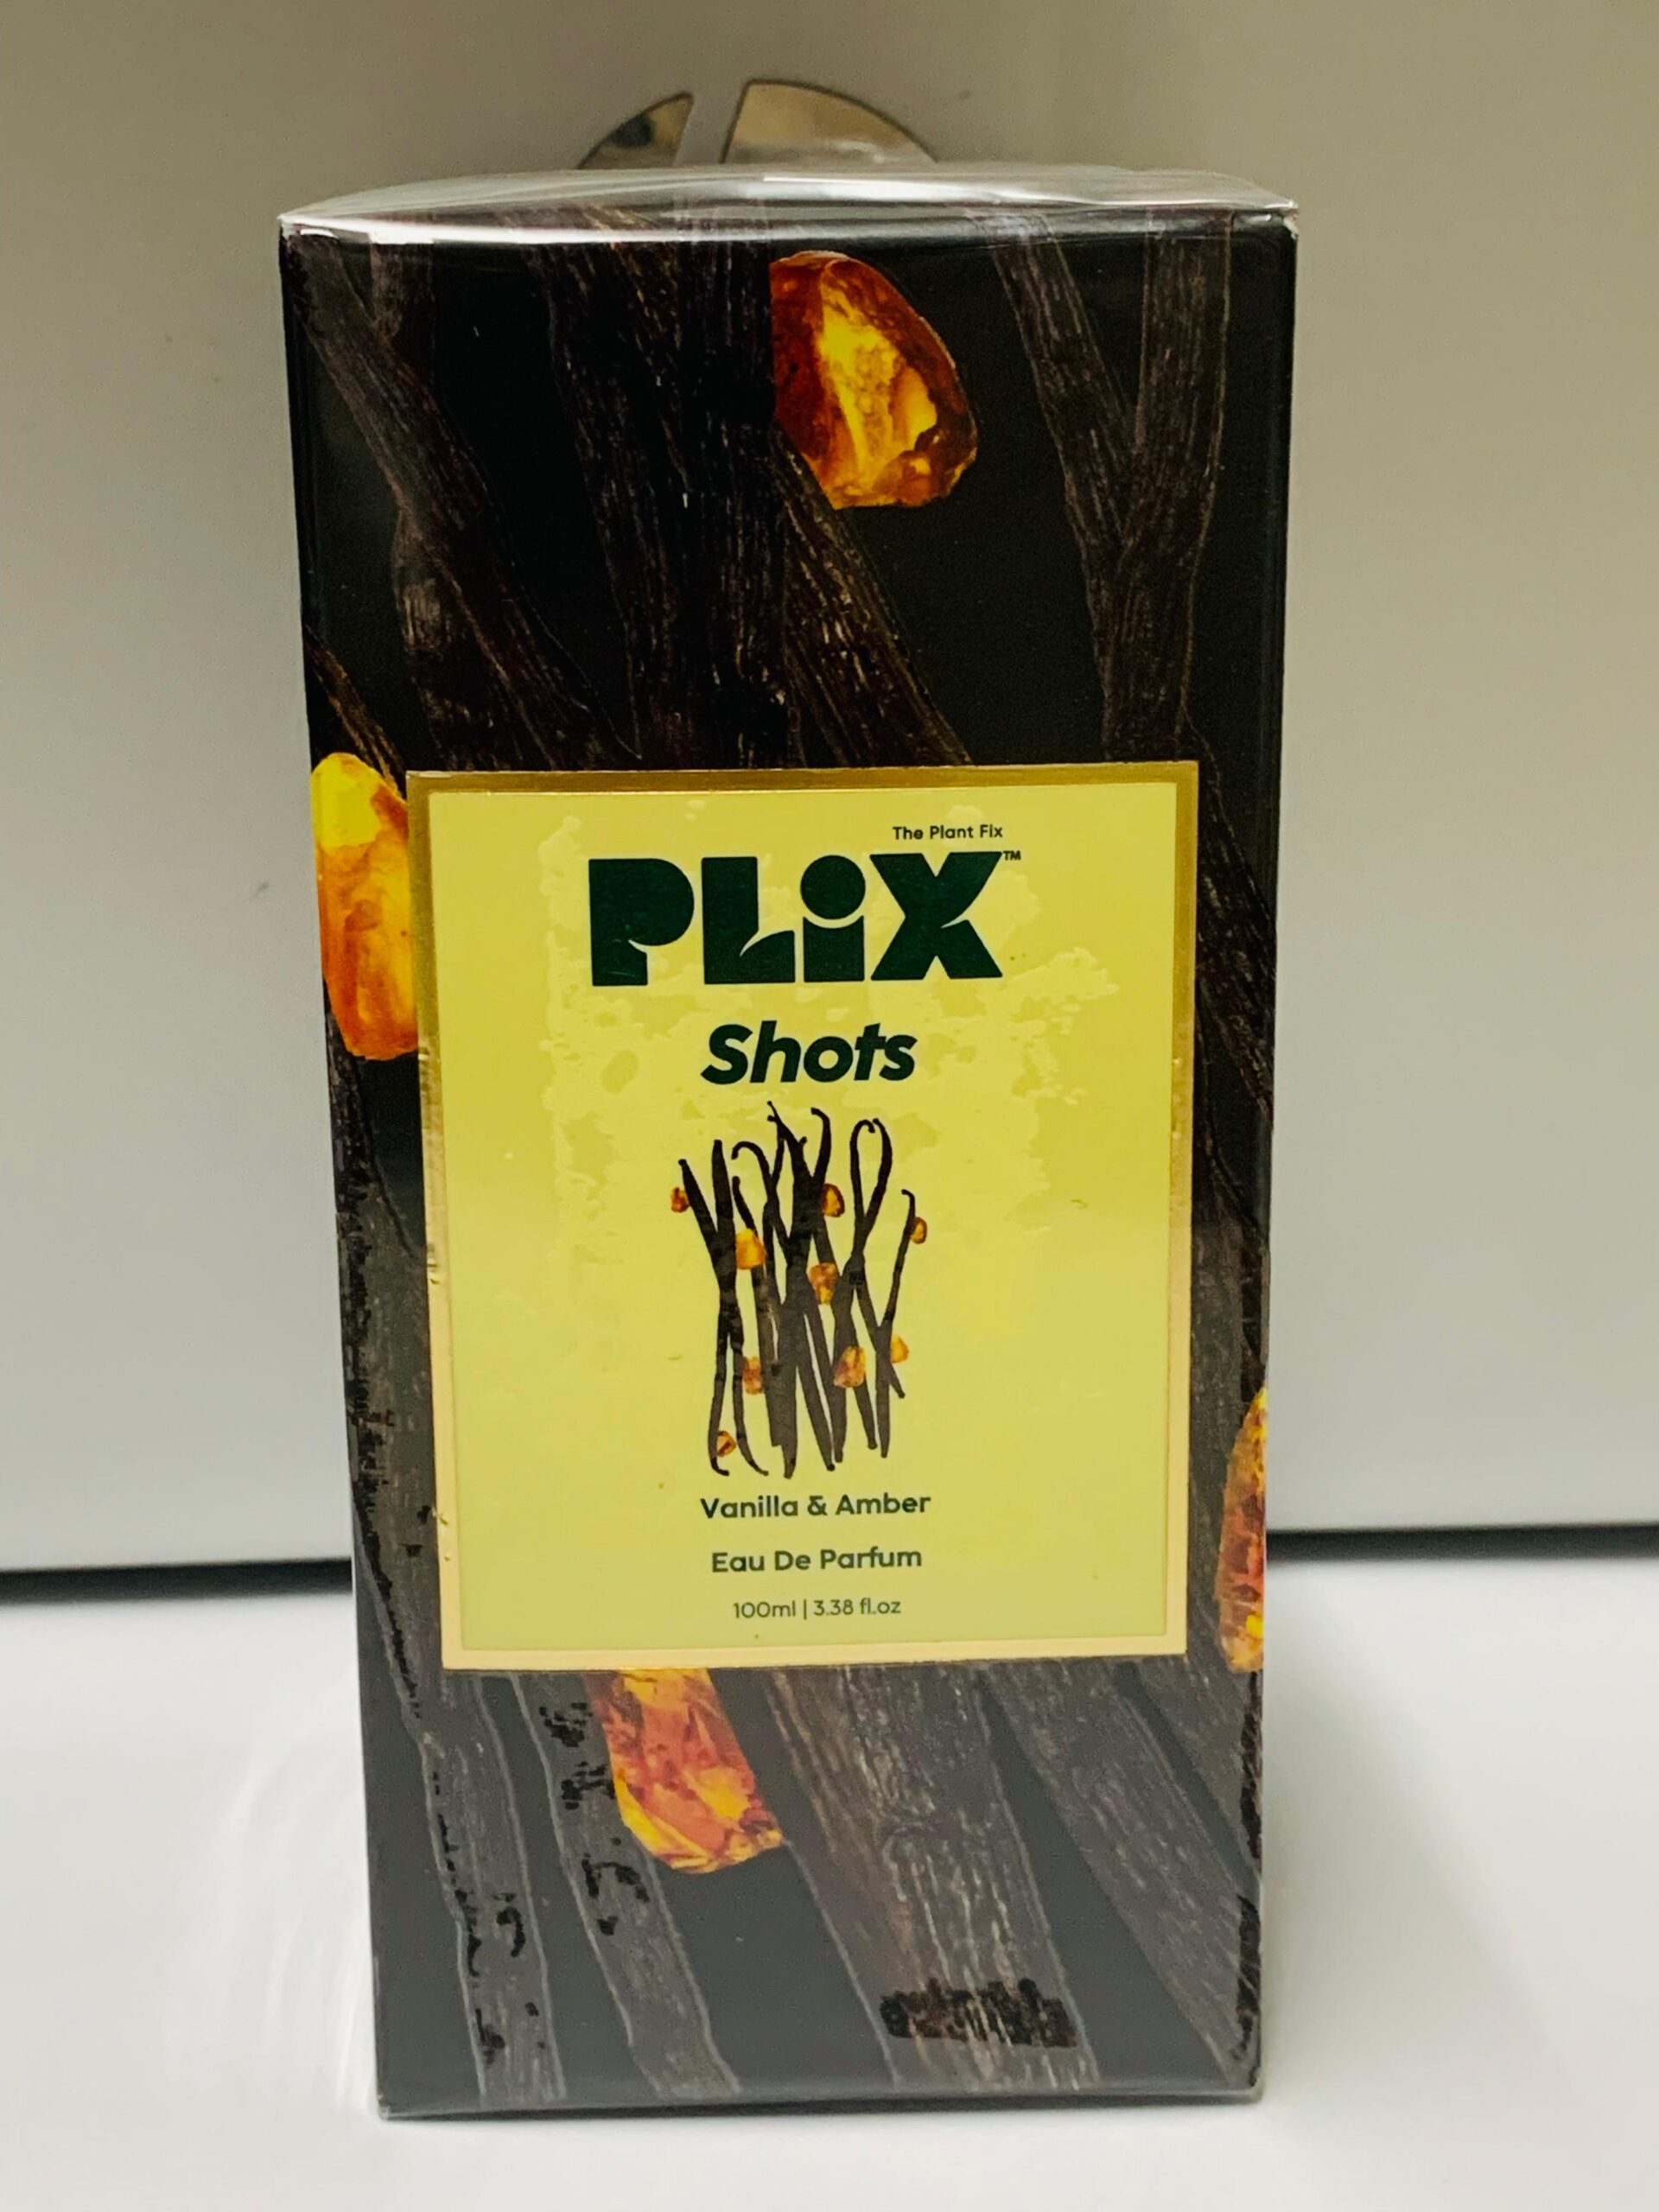 The Plant Fix
PLiX™
Shots
Vanilla & Amber
Eau De Parfum
100ml | 3.38 fl.oz